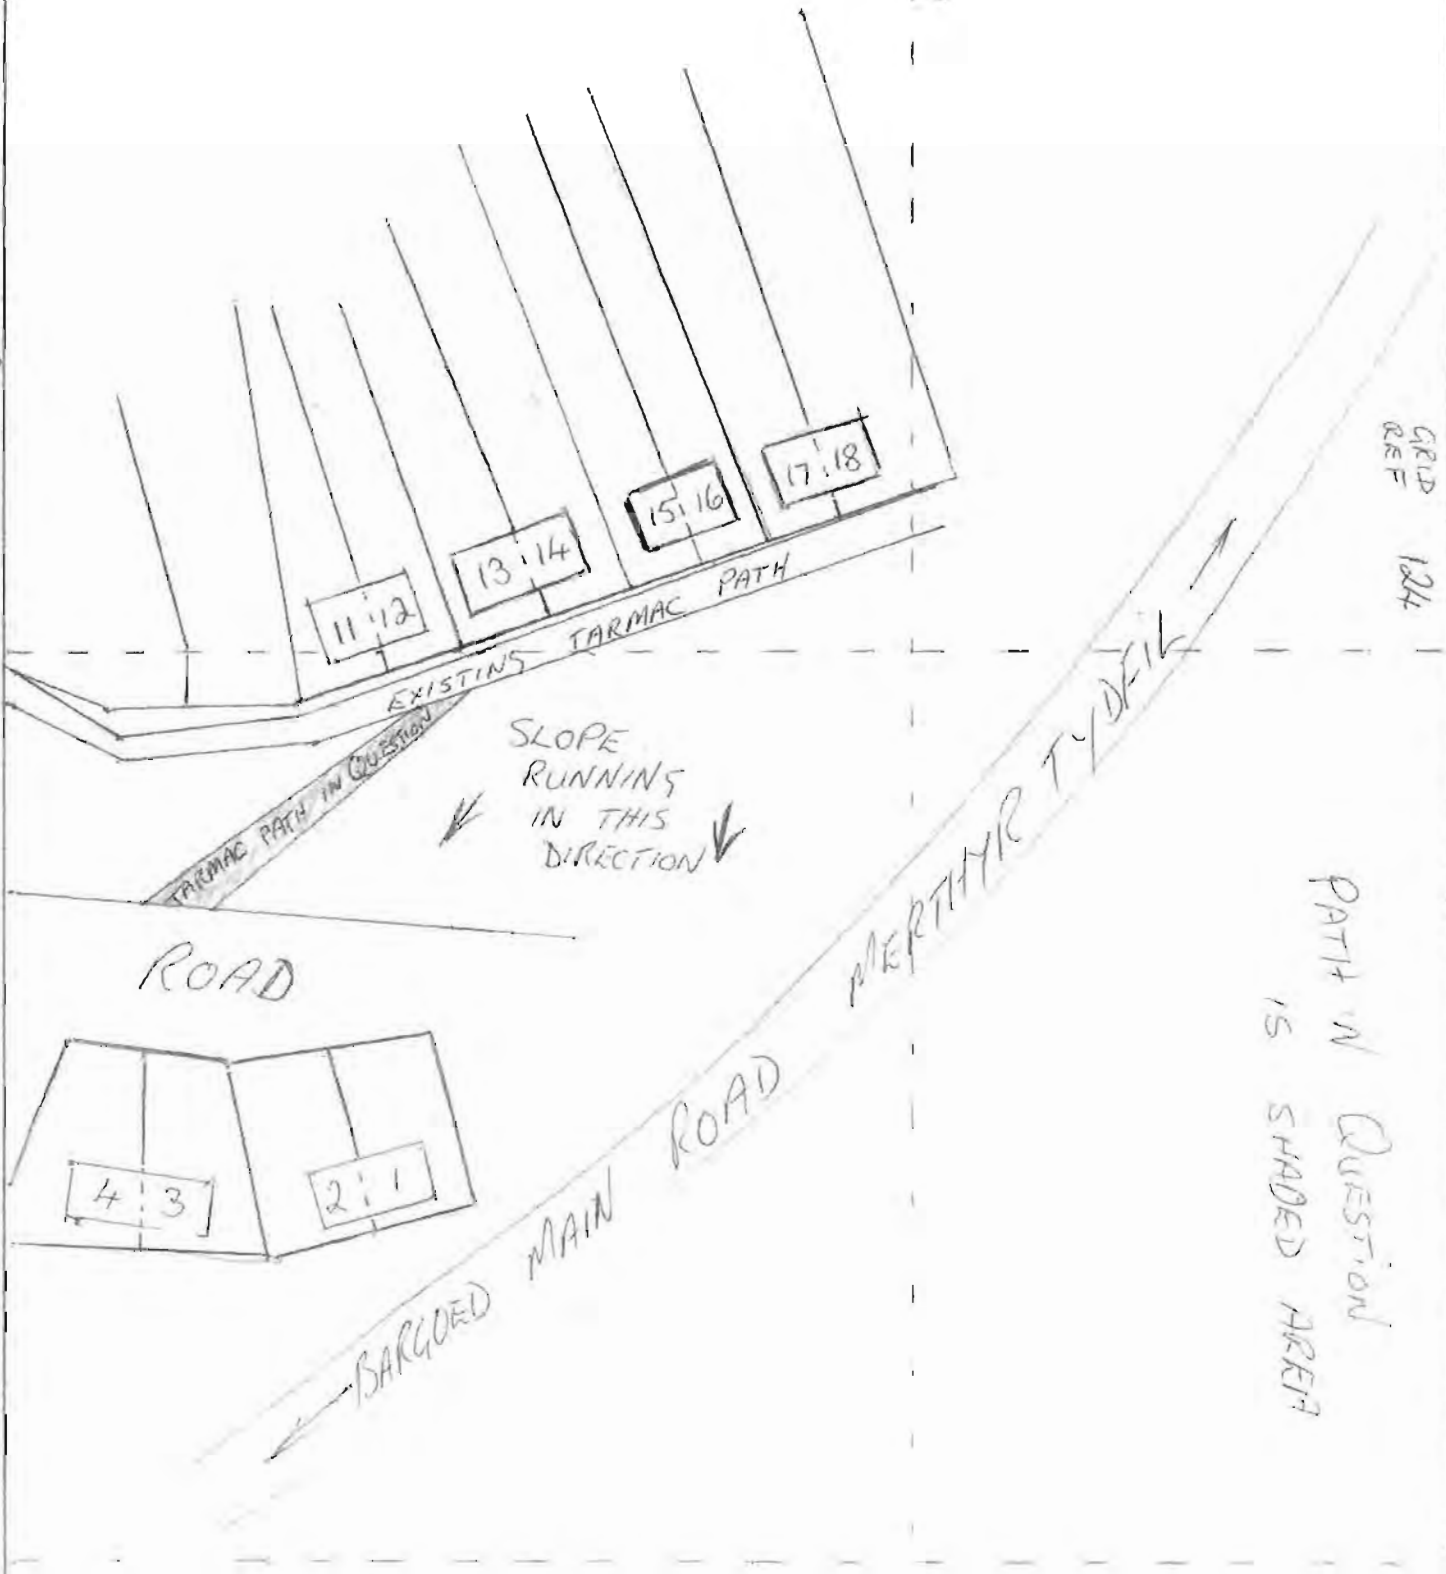 17 18
15 16
13 14
11 12
EXISTING TARMAC PATH
TARMAC PATH IN QUESTION
SLOPE
RUNNING
IN THIS
DIRECTION
ROAD
4 3
2 1
BARGOED MAIN ROAD MERTHYR TYDFIL
GRID
REF 124
PATH IN QUESTION
IS SHADED AREA